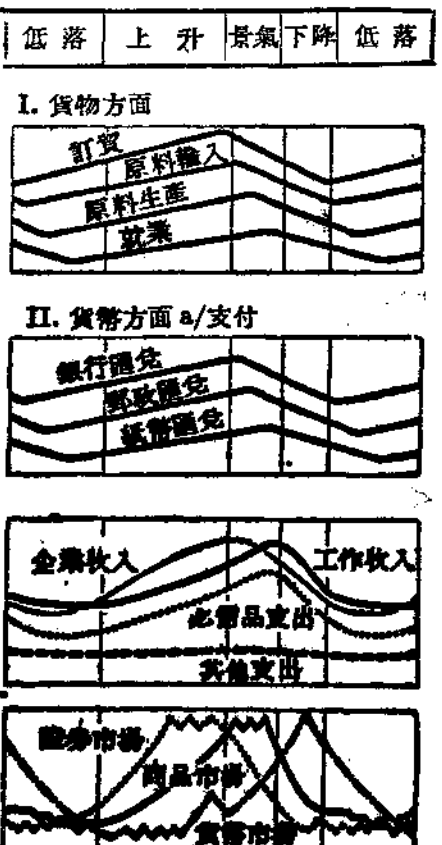 低落 上升 景氣 下降 低落
I. 貨物方面
訂貨
原料輸入
原料生產
就業
II. 貨幣方面 a/支付
銀行匯兌
郵政匯兌
紙幣匯兌
企業收入
工作收入
必需品支出
其他支出
證券市場
商品市場
貨幣市場